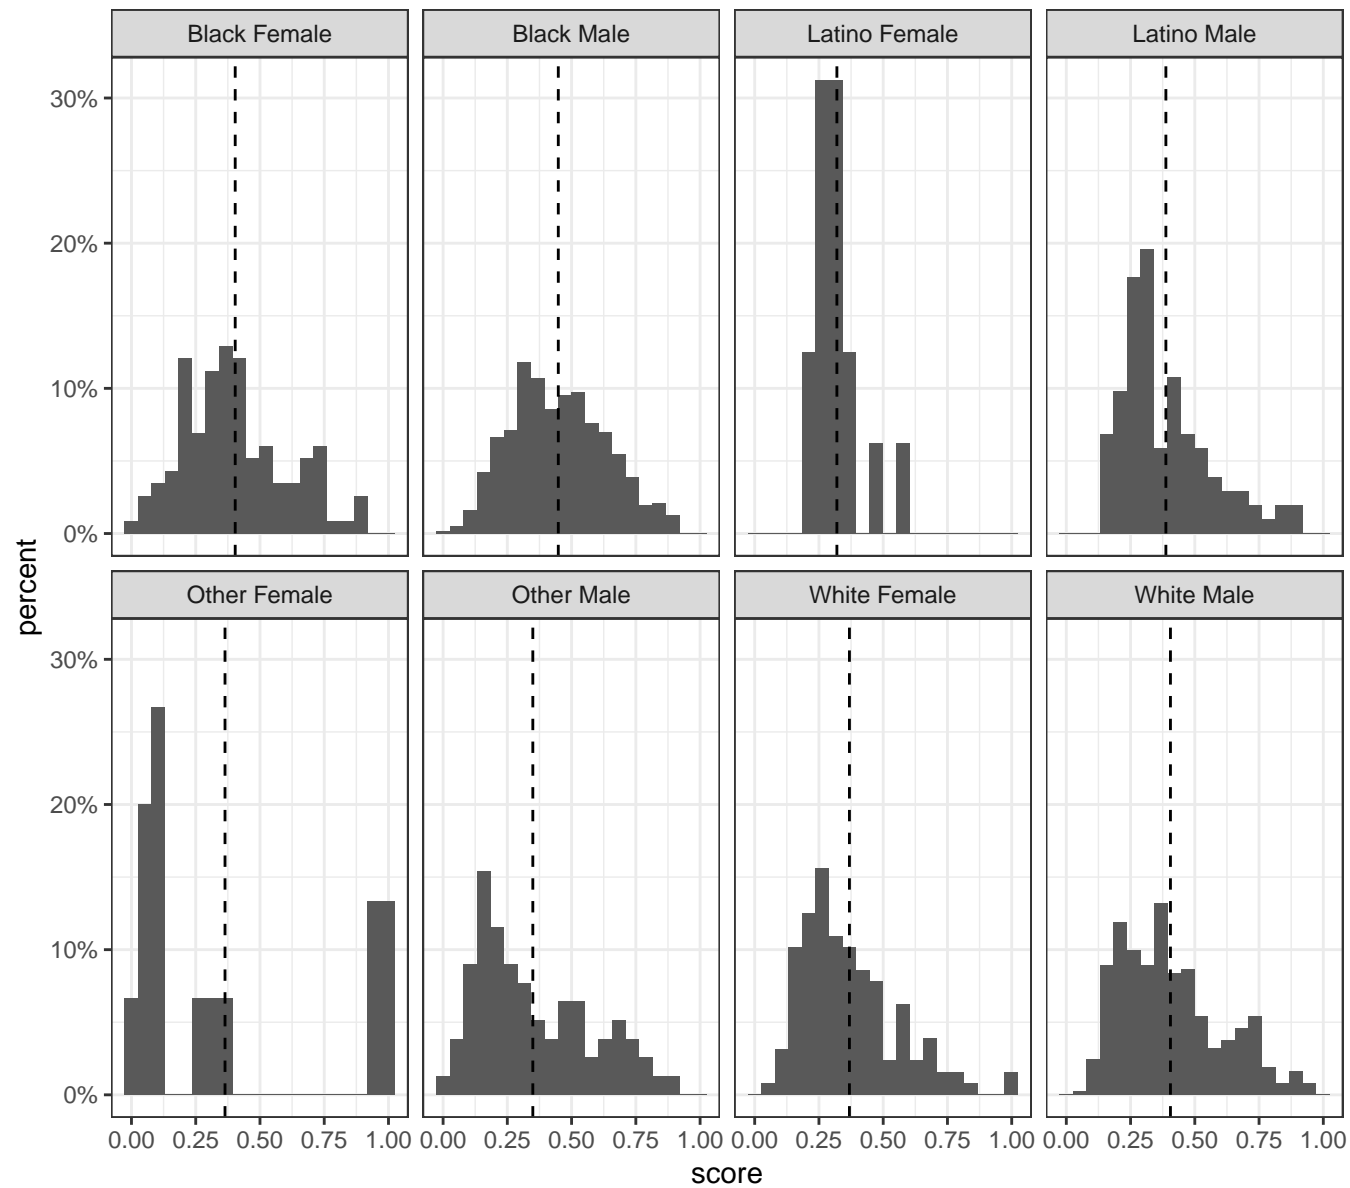 Black Female
Black Male
Latino Female
Latino Male
30%
20%
10%
0%
percent
Other Female
Other Male
White Female
White Male
30%
20%
10%
0%
0.00 0.25 0.50 0.75 1.00
0.00 0.25 0.50 0.75 1.00
0.00 0.25 0.50 0.75 1.00
0.00 0.25 0.50 0.75 1.00
score